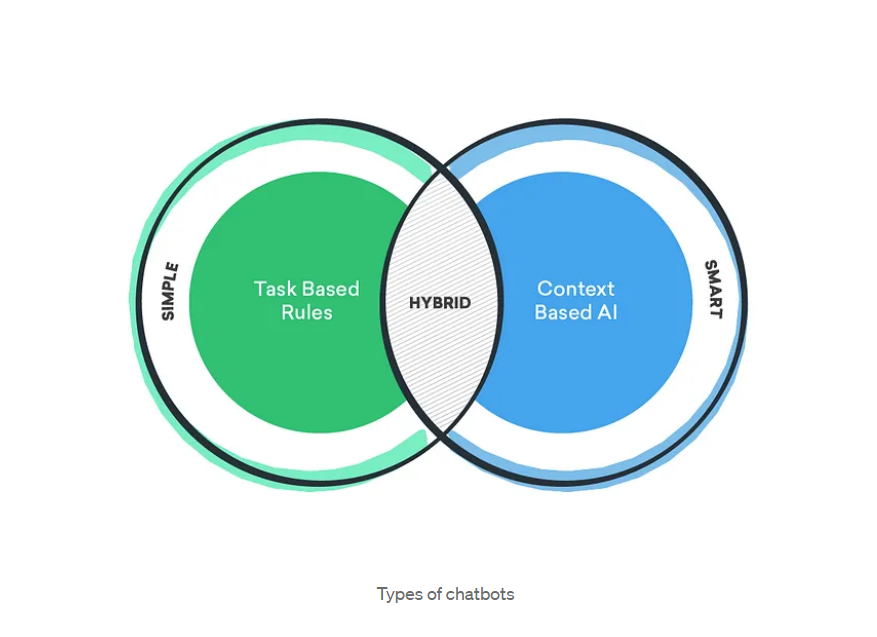 SIMPLE
Task Based
Rules
HYBRID
Context
Based AI
SMART
Types of chatbots